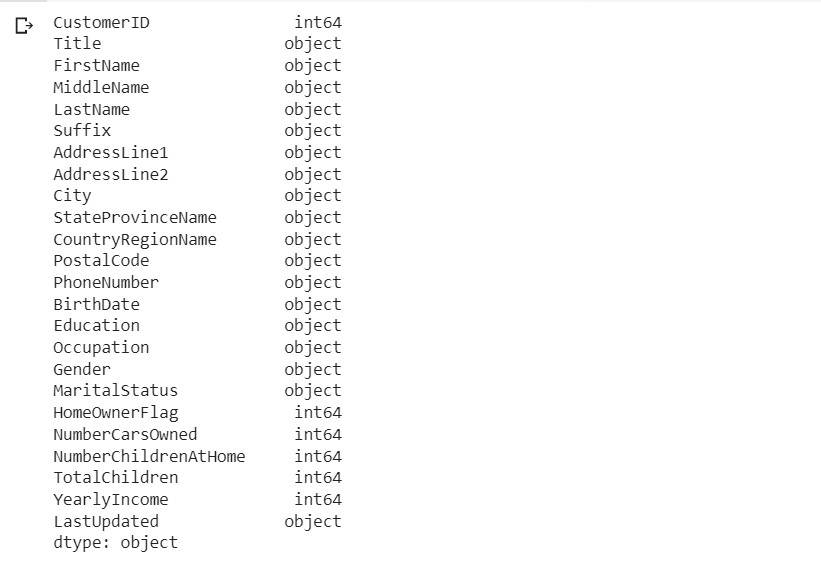 CustomerID int64
Title object
FirstName object
MiddleName object
LastName object
Suffix object
AddressLine1 object
AddressLine2 object
City object
StateProvinceName object
CountryRegionName object
PostalCode object
PhoneNumber object
BirthDate object
Education object
Occupation object
Gender object
MaritalStatus object
HomeOwnerFlag int64
NumberCarsOwned int64
NumberChildrenAtHome int64
TotalChildren int64
YearlyIncome int64
LastUpdated object
dtype: object